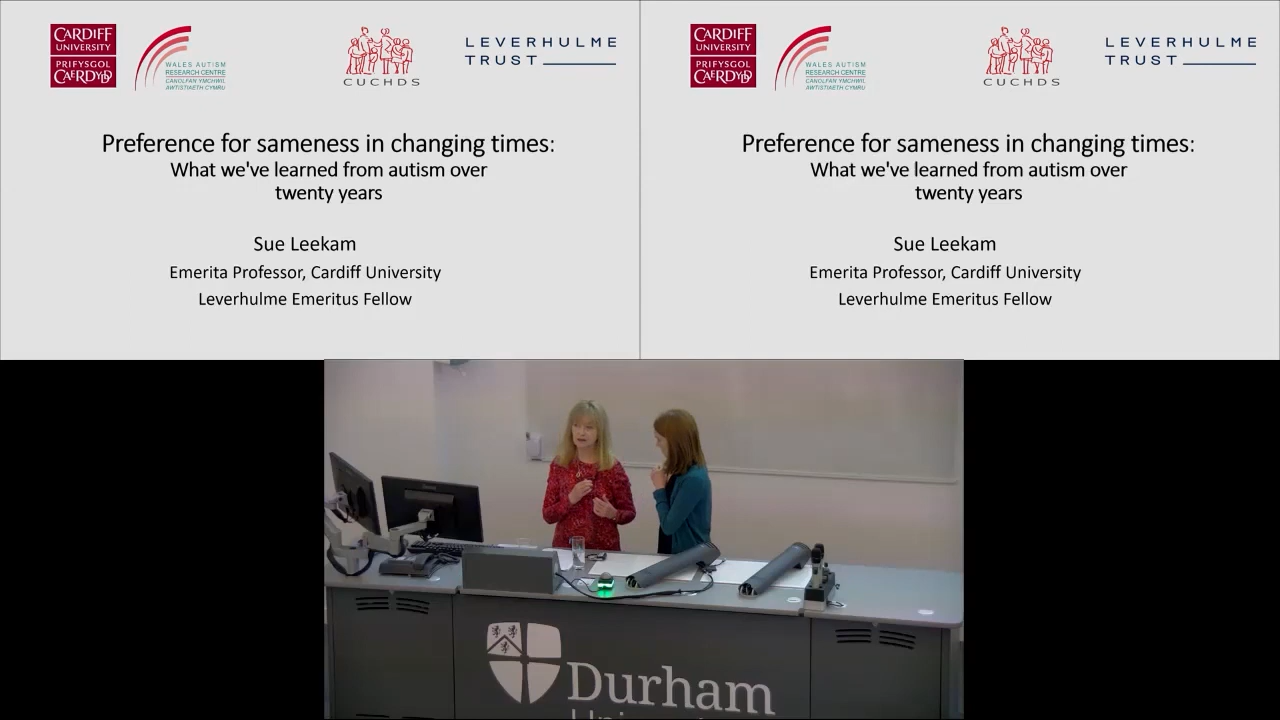 CARDIFF
UNIVERSITY
PRIFYSGOL
CAERDYDD
WALES AUTISM
RESEARCH CENTRE
CANOLFAN YMCHWIL
AWTISTIAETH CYMRU
CUCHDS
LEVERHULME
TRUST
Preference for sameness in changing times:
What we've learned from autism over
twenty years
Sue Leekam
Emerita Professor, Cardiff University
Leverhulme Emeritus Fellow
CARDIFF
UNIVERSITY
PRIFYSGOL
CAERDYDD
WALES AUTISM
RESEARCH CENTRE
CANOLFAN YMCHWIL
AWTISTIAETH CYMRU
CUCHDS
LEVERHULME
TRUST
Preference for sameness in changing times:
What we've learned from autism over
twenty years
Sue Leekam
Emerita Professor, Cardiff University
Leverhulme Emeritus Fellow
Durham